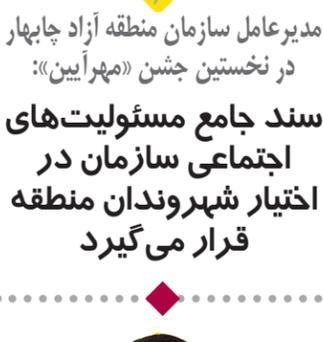 مدیرعامل سازمان منطقه آزاد چابهار
در نخستین جشن «مهرآیین»:
سند جامع مسئولیت‌های
اجتماعی سازمان در
اختیار شهروندان منطقه
قرار می‌گیرد